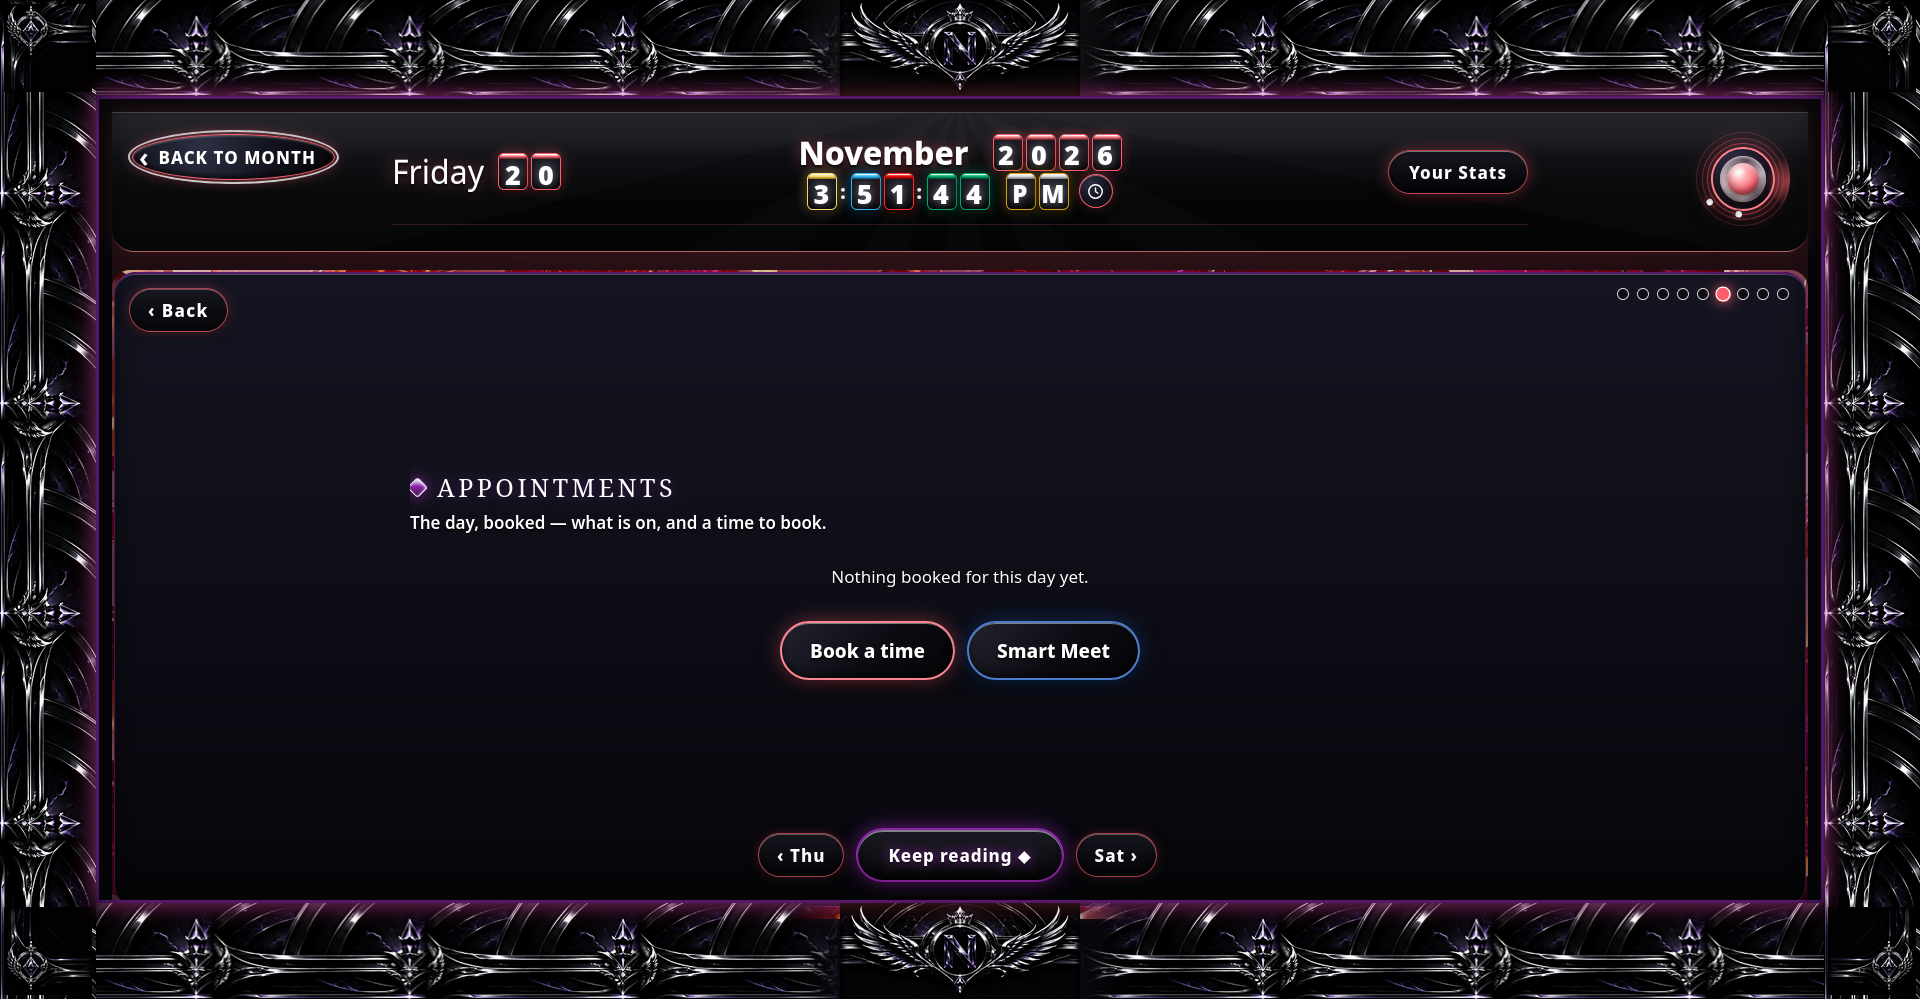 N
‹ BACK TO MONTH
Friday 20
November 2026
3:51:44 PM
Your Stats
‹ Back
APPOINTMENTS
The day, booked — what is on, and a time to book.
Nothing booked for this day yet.
Book a time
Smart Meet
‹ Thu
Keep reading ◆
Sat ›
N